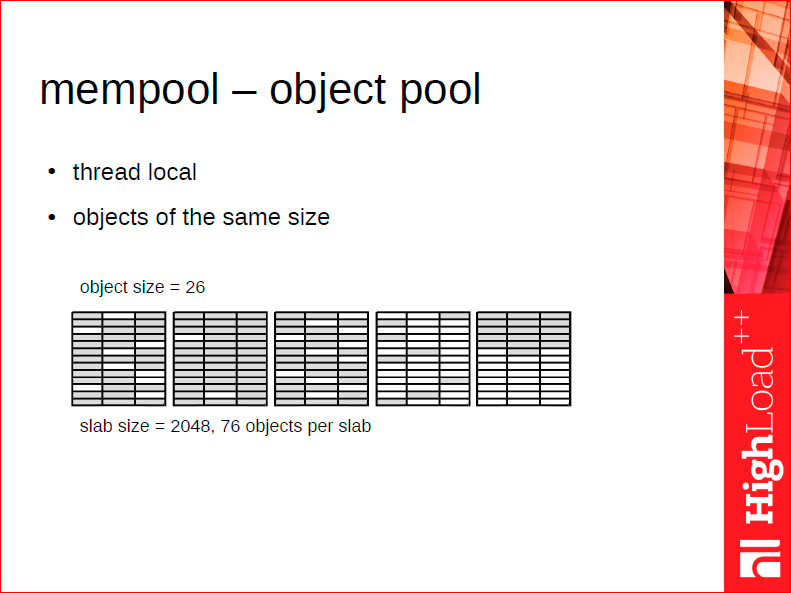 mempool – object pool
• thread local
• objects of the same size
object size = 26
slab size = 2048, 76 objects per slab
HighLoad++